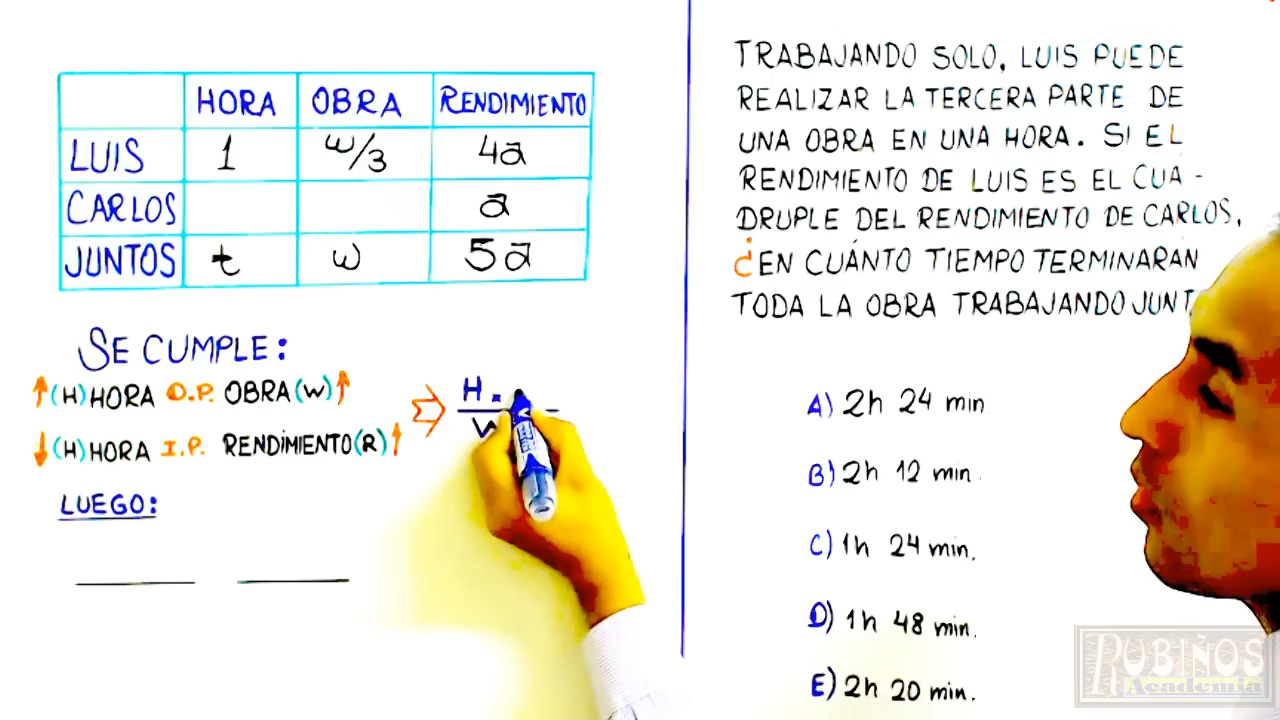 HORA OBRA RENDIMIENTO
LUIS 1 w/3 4a
CARLOS a
JUNTOS t w 5a
SE CUMPLE:
↑(H)HORA D.P. OBRA(W)↑
↓(H)HORA I.P. RENDIMIENTO(R)↑
⇒ H .
LUEGO:
TRABAJANDO SOLO, LUIS PUEDE
REALIZAR LA TERCERA PARTE DE
UNA OBRA EN UNA HORA. SI EL
RENDIMIENTO DE LUIS ES EL CUA-
DRUPLE DEL RENDIMIENTO DE CARLOS,
¿EN CUÁNTO TIEMPO TERMINARÁN
TODA LA OBRA TRABAJANDO
A) 2h 24 min
B) 2h 12 min.
C) 1h 24 min.
D) 1h 48 min.
E) 2h 20 min.
RUBIÑOS
Academia